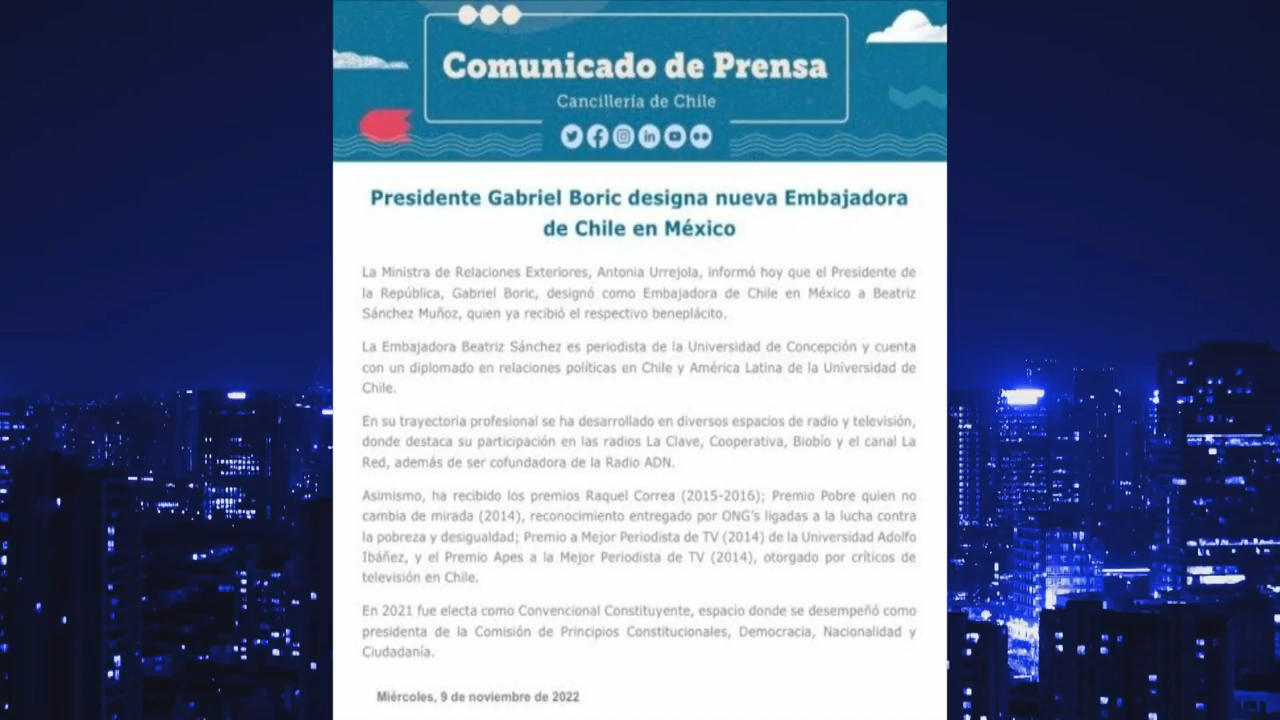 Comunicado de Prensa
Cancillería de Chile
Presidente Gabriel Boric designa nueva Embajadora
de Chile en México
La Ministra de Relaciones Exteriores, Antonia Urrejola, informó hoy que el Presidente de
la República, Gabriel Boric, designó como Embajadora de Chile en México a Beatriz
Sánchez Muñoz, quien ya recibió el respectivo beneplácito.
La Embajadora Beatriz Sánchez es periodista de la Universidad de Concepción y cuenta
con un diplomado en relaciones políticas en Chile y América Latina de la Universidad de
Chile.
En su trayectoria profesional se ha desarrollado en diversos espacios de radio y televisión,
donde destaca su participación en las radios La Clave, Cooperativa, Biobío y el canal La
Red, además de ser cofundadora de la Radio ADN.
Asimismo, ha recibido los premios Raquel Correa (2015-2016); Premio Pobre quien no
cambia de mirada (2014), reconocimiento entregado por ONG's ligadas a la lucha contra
la pobreza y desigualdad; Premio a Mejor Periodista de TV (2014) de la Universidad Adolfo
Ibáñez, y el Premio Apes a la Mejor Periodista de TV (2014), otorgado por críticos de
televisión en Chile.
En 2021 fue electa como Convencional Constituyente, espacio donde se desempeñó como
presidenta de la Comisión de Principios Constitucionales, Democracia, Nacionalidad y
Ciudadanía.
Miércoles, 9 de noviembre de 2022